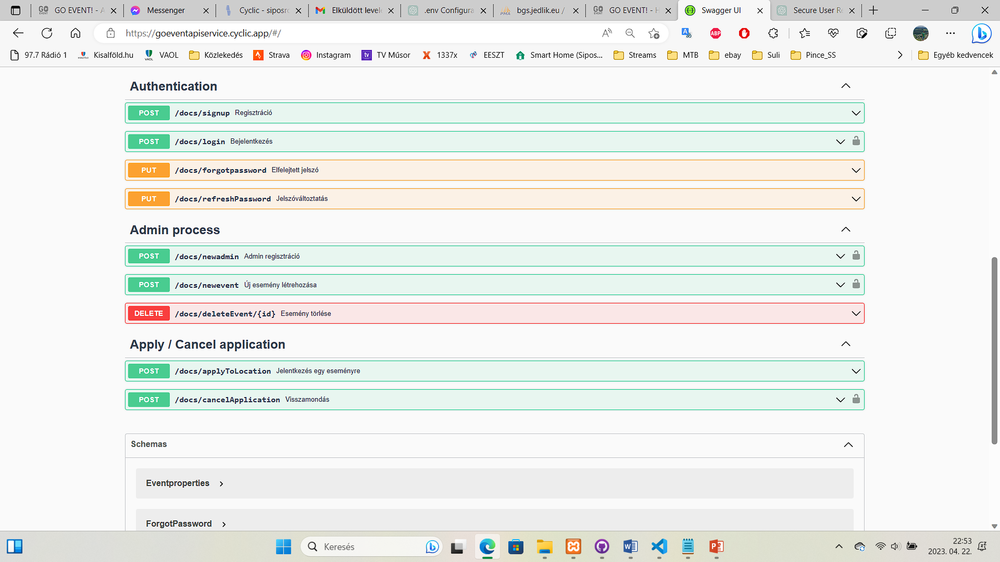 GO EVENT! - A
Messenger
Cyclic - siposro
Elküldött levele
.env Configura
bgs.jedlik.eu /
GO EVENT! - H
Swagger UI
Secure User Re
https://goeventapiservice.cyclic.app/#/
97.7 Rádió 1
Kisalföld.hu
VAOL
Közlekedés
Strava
Instagram
TV Műsor
1337x
EESZT
Smart Home (Sipos...
Streams
MTB
ebay
Suli
Pince_SS
Egyéb kedvencek
Authentication
POST /docs/signup Regisztráció
POST /docs/login Bejelentkezés
PUT /docs/forgotpassword Elfelejtett jelszó
PUT /docs/refreshPassword Jelszóváltoztatás
Admin process
POST /docs/newadmin Admin regisztráció
POST /docs/newevent Új esemény létrehozása
DELETE /docs/deleteEvent/{id} Esemény törlése
Apply / Cancel application
POST /docs/applyToLocation Jelentkezés egy eseményre
POST /docs/cancelApplication Visszamondás
Schemas
Eventproperties
ForgotPassword
Keresés
22:53
2023. 04. 22.